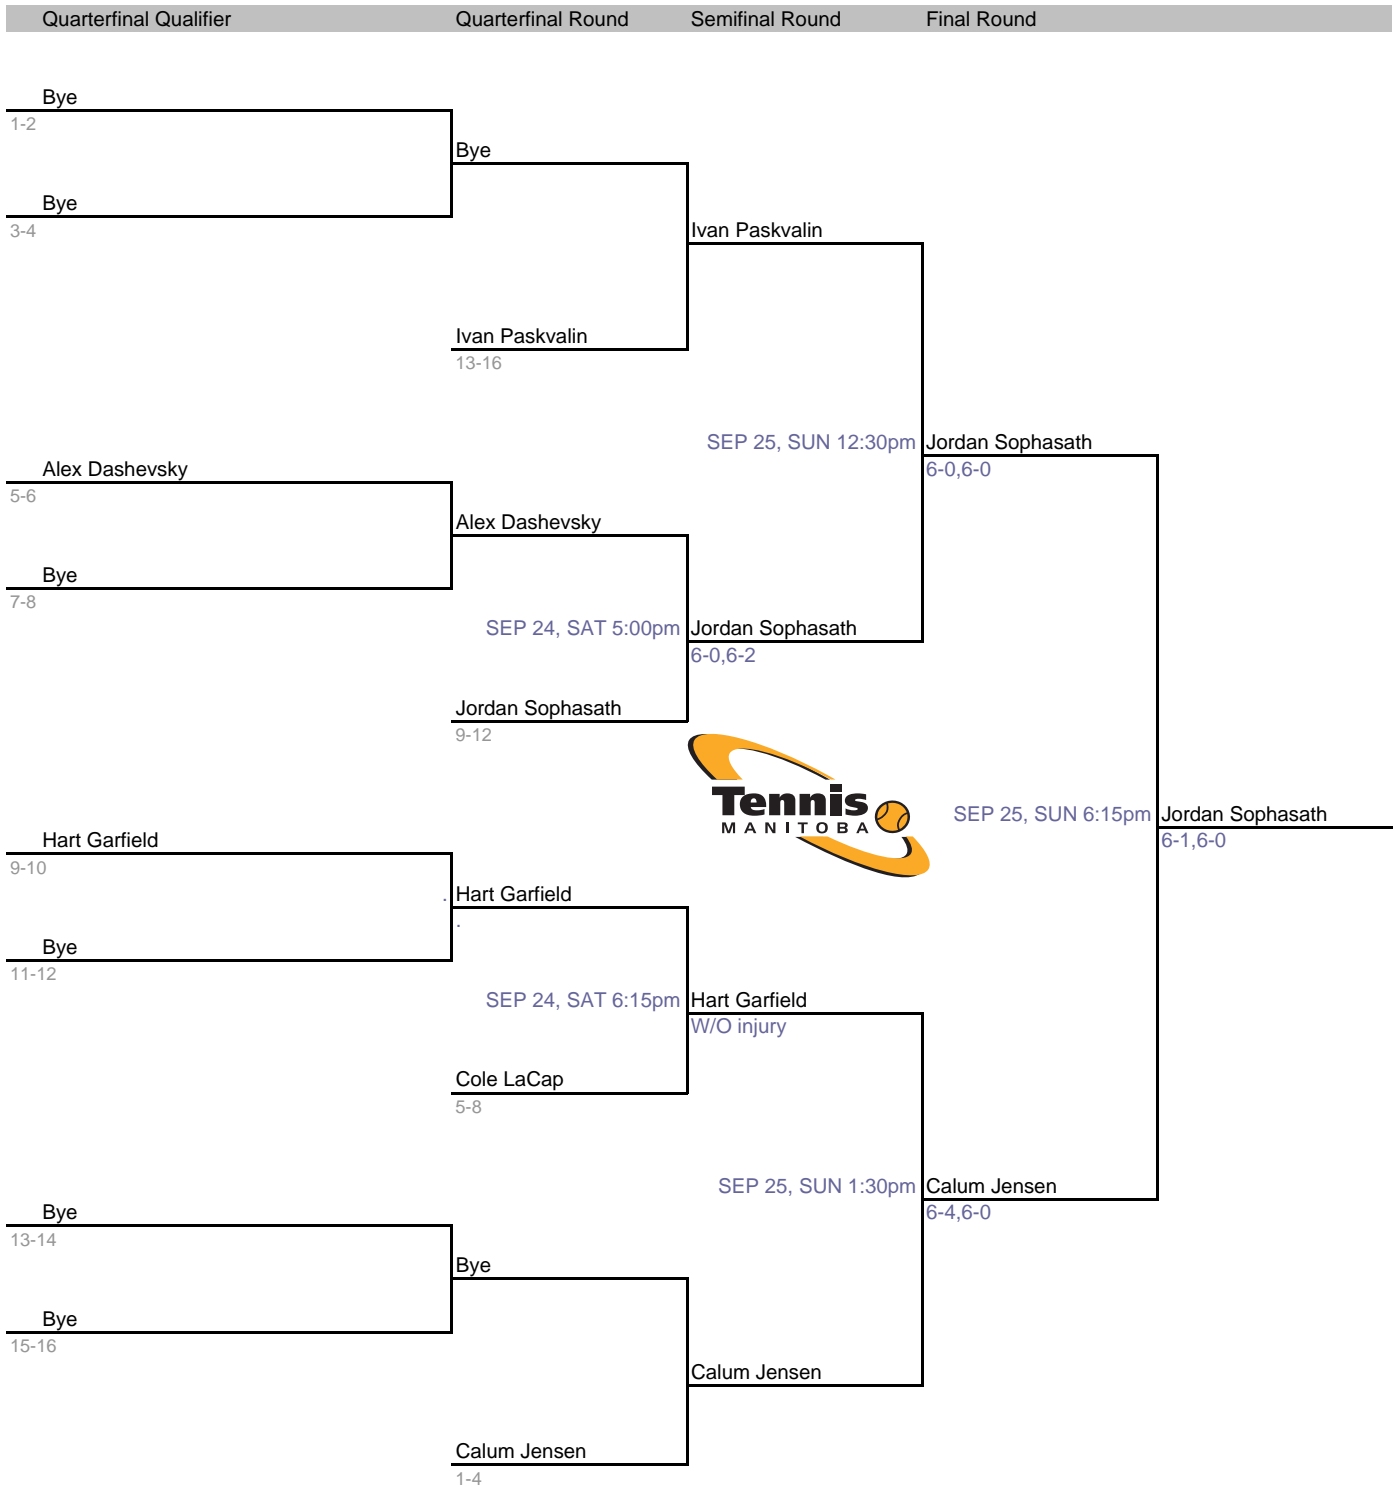 Quarterfinal Qualifier Quarterfinal Round Semifinal Round Final Round
Bye
1-2
Bye
Bye
3-4
Ivan Paskvalin
Ivan Paskvalin
13-16
SEP 25, SUN 12:30pm Jordan Sophasath
6-0,6-0
Alex Dashevsky
5-6
Alex Dashevsky
Bye
7-8
SEP 24, SAT 5:00pm Jordan Sophasath
6-0,6-2
Jordan Sophasath
9-12
Tennis
MANITOBA
SEP 25, SUN 6:15pm Jordan Sophasath
6-1,6-0
Hart Garfield
9-10
. Hart Garfield
.
Bye
11-12
SEP 24, SAT 6:15pm Hart Garfield
W/O injury
Cole LaCap
5-8
SEP 25, SUN 1:30pm Calum Jensen
6-4,6-0
Bye
13-14
Bye
Bye
15-16
Calum Jensen
Calum Jensen
1-4